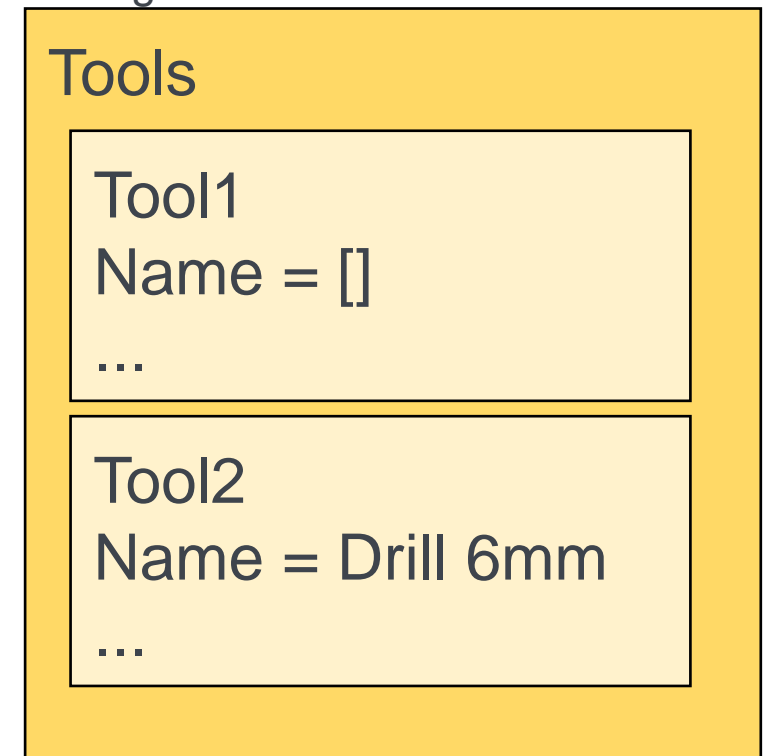 Tools
Tool1
Name = []
...
Tool2
Name = Drill 6mm
...